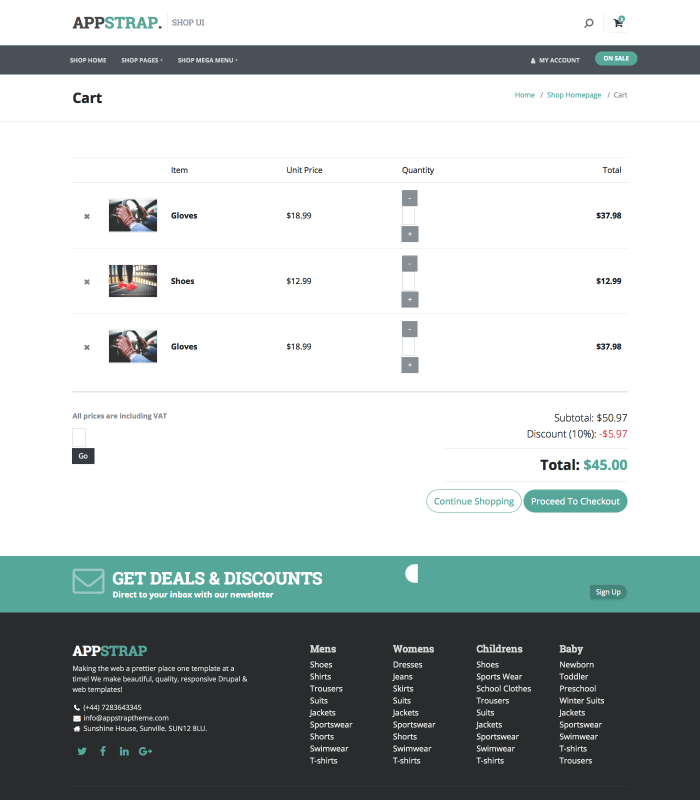 APPSTRAP. SHOP UI
SHOP HOME SHOP PAGES SHOP MEGA MENU MY ACCOUNT ON SALE
Cart
Home / Shop Homepage / Cart
Item Unit Price Quantity Total
-
Gloves $18.99 $37.98
+
-
Shoes $12.99 $12.99
+
-
Gloves $18.99 $37.98
+
All prices are including VAT
Go
Subtotal: $50.97
Discount (10%): -$5.97
Total: $45.00
Continue Shopping Proceed To Checkout
GET DEALS & DISCOUNTS
Direct to your inbox with our newsletter
Sign Up
APPSTRAP
Making the web a prettier place one template at a
time! We make beautiful, quality, responsive Drupal &
web templates!
(+44) 7283643345
info@appstraptheme.com
Sunshine House, Sunville. SUN12 8LU.
Mens
Shoes
Shirts
Trousers
Suits
Jackets
Sportswear
Shorts
Swimwear
T-shirts
Womens
Dresses
Jeans
Skirts
Suits
Jackets
Sportswear
Shorts
Swimwear
T-shirts
Childrens
Shoes
Sports Wear
School Clothes
Trousers
Suits
Jackets
Sportswear
Swimwear
T-shirts
Baby
Newborn
Toddler
Preschool
Winter Suits
Jackets
Sportswear
Swimwear
T-shirts
Trousers